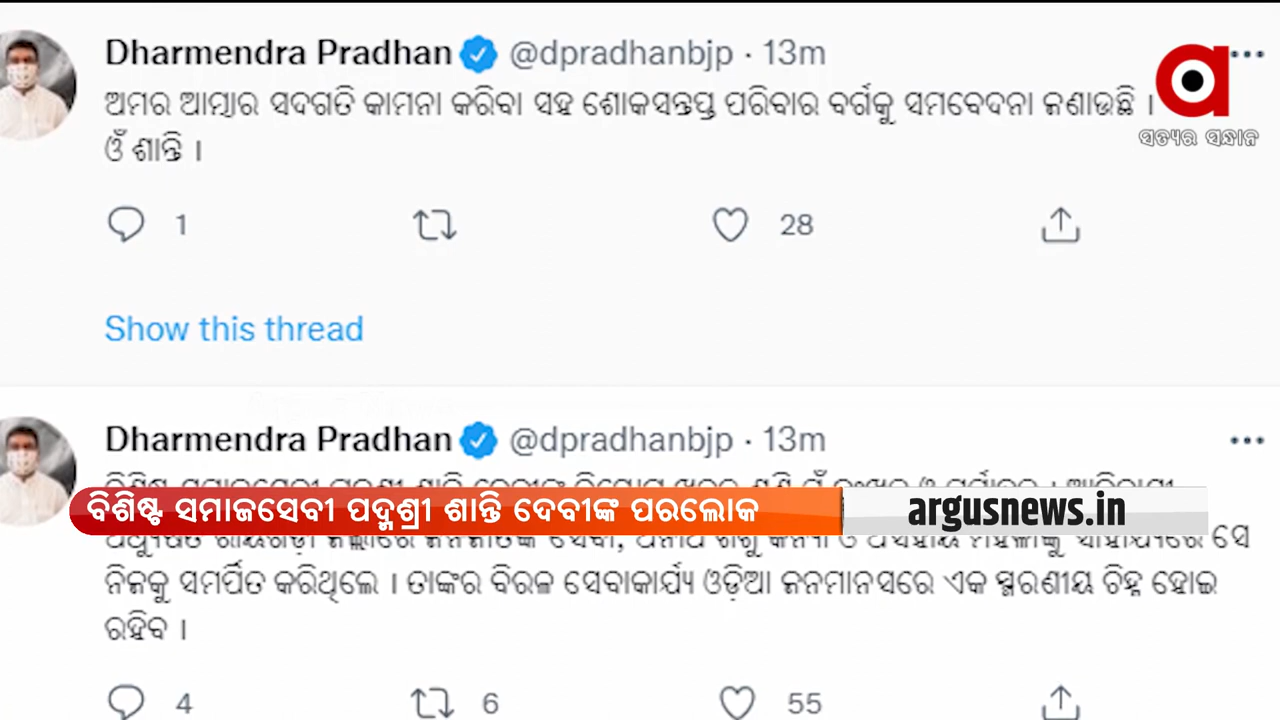 Dharmendra Pradhan @dpradhanbjp · 13m
ଅମର ଆତ୍ମାର ସଦଗତି କାମନା କରିବା ସହ ଶୋକସନ୍ତପ୍ତ ପରିବାର ବର୍ଗକୁ ସମବେଦନା ଜଣାଉଛି ।
ଓଁ ଶାନ୍ତି ।
ସତ୍ୟର ସନ୍ଧାନ
1 28
Show this thread
Dharmendra Pradhan @dpradhanbjp · 13m
ବିଶିଷ୍ଟ ସମାଜସେବୀ ପଦ୍ମଶ୍ରୀ ଶାନ୍ତି ଦେବୀଙ୍କ ପରଲୋକ
argusnews.in
ସେ
ନିଜକୁ ସମର୍ପିତ କରିଥିଲେ । ତାଙ୍କର ବିରଳ ସେବାକାର୍ଯ୍ୟ ଓଡ଼ିଆ ଜନମାନସରେ ଏକ ସ୍ମରଣୀୟ ଚିହ୍ନ ହୋଇ
ରହିବ ।
4 6 55